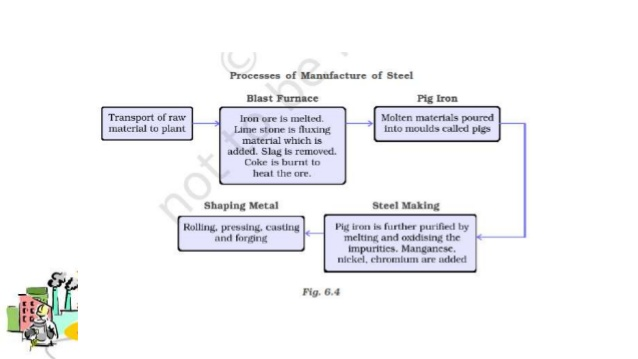 Processes of Manufacture of Steel
Blast Furnace
Pig Iron
Transport of raw
material to plant
Iron ore is melted.
Lime stone is fluxing
material which is
added. Slag is removed.
Coke is burnt to
heat the ore.
Molten materials poured
into moulds called pigs
Shaping Metal
Steel Making
Rolling, pressing, casting
and forging
Pig iron is further purified by
melting and oxidising the
impurities. Manganese,
nickel, chromium are added
Fig. 6.4
©
not to be